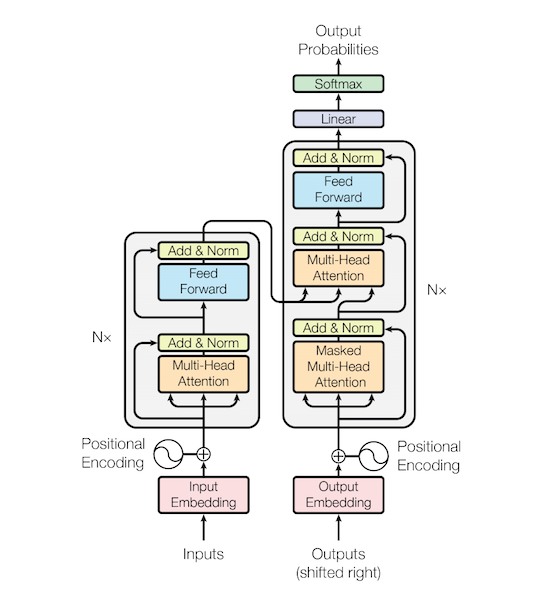 Output
Probabilities
Softmax
Linear
Add & Norm
Feed
Forward
Add & Norm
Multi-Head
Attention
Add & Norm
Masked
Multi-Head
Attention
N×
Add & Norm
Feed
Forward
Add & Norm
Multi-Head
Attention
N×
Positional
Encoding
Positional
Encoding
Input
Embedding
Output
Embedding
Inputs
Outputs
(shifted right)